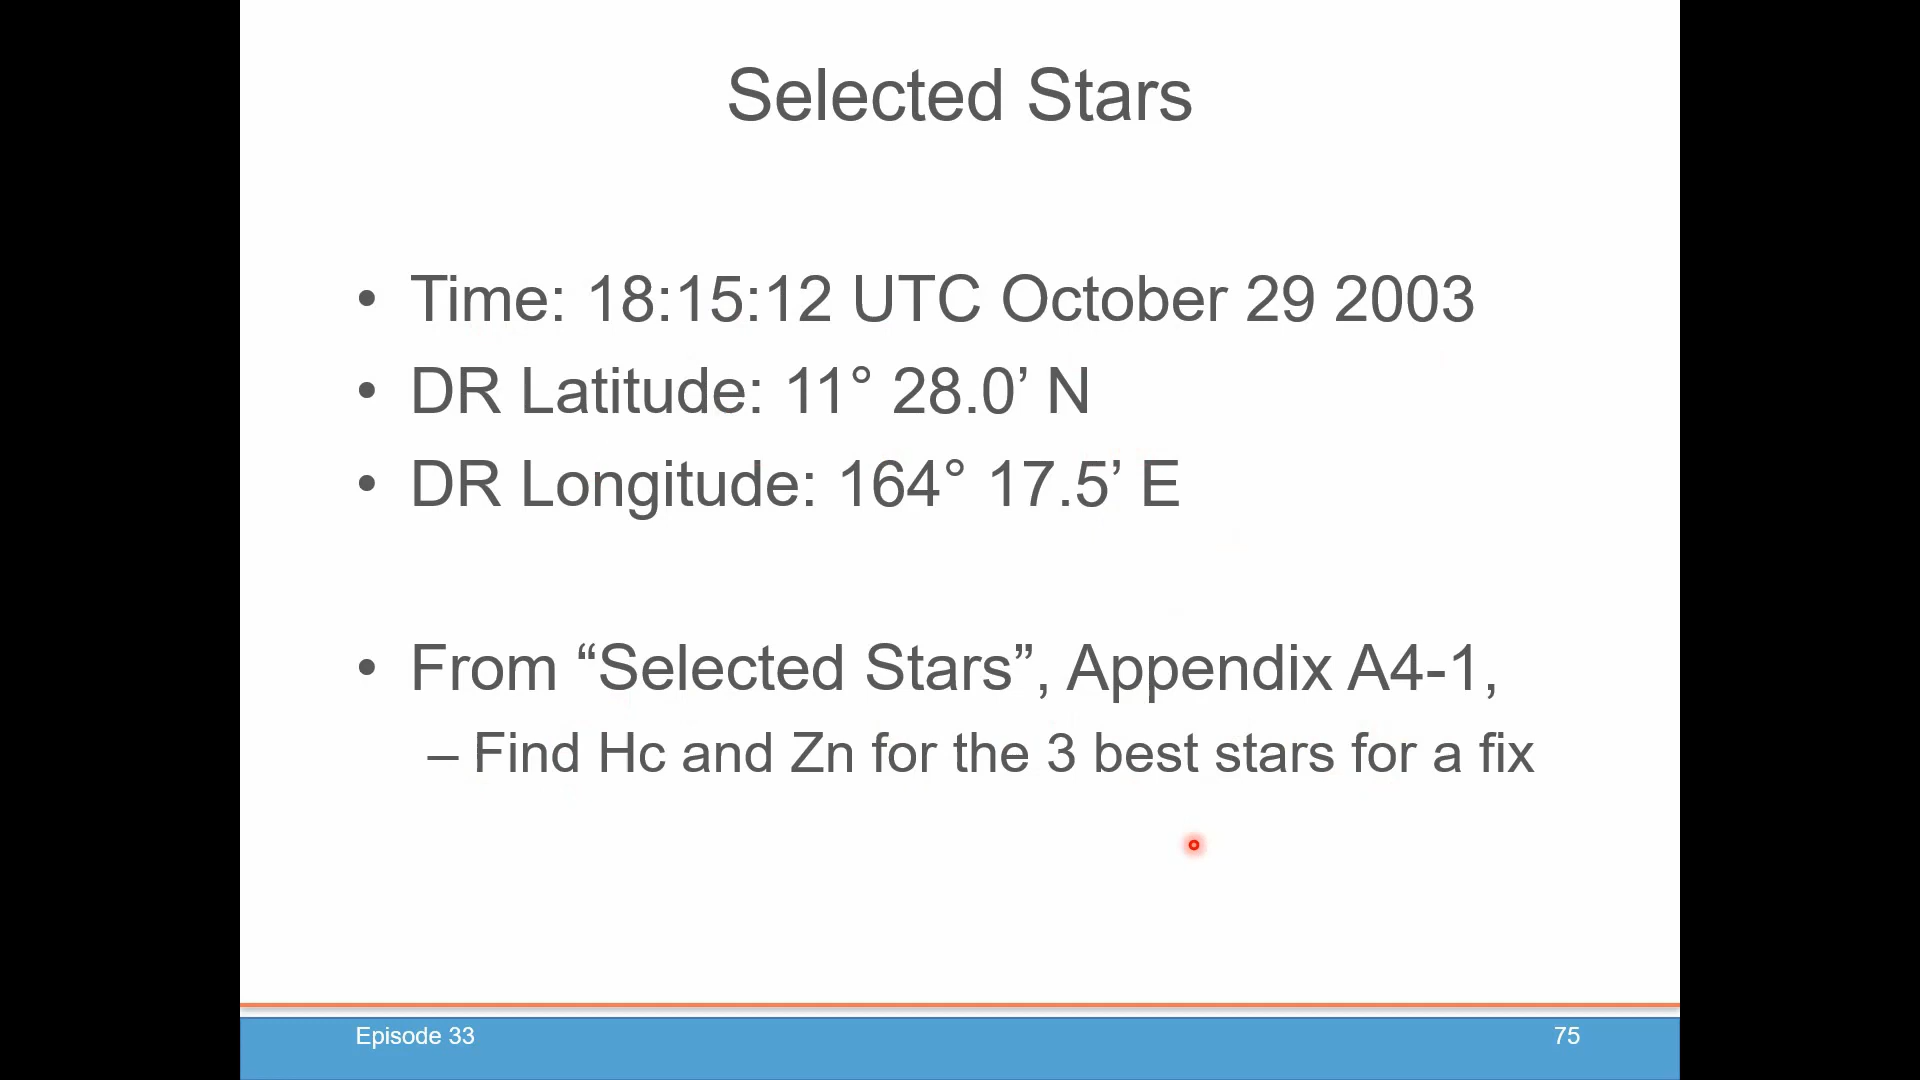 Selected Stars
• Time: 18:15:12 UTC October 29 2003
• DR Latitude: 11° 28.0’ N
• DR Longitude: 164° 17.5’ E
• From “Selected Stars”, Appendix A4-1,
– Find Hc and Zn for the 3 best stars for a fix
Episode 33
75